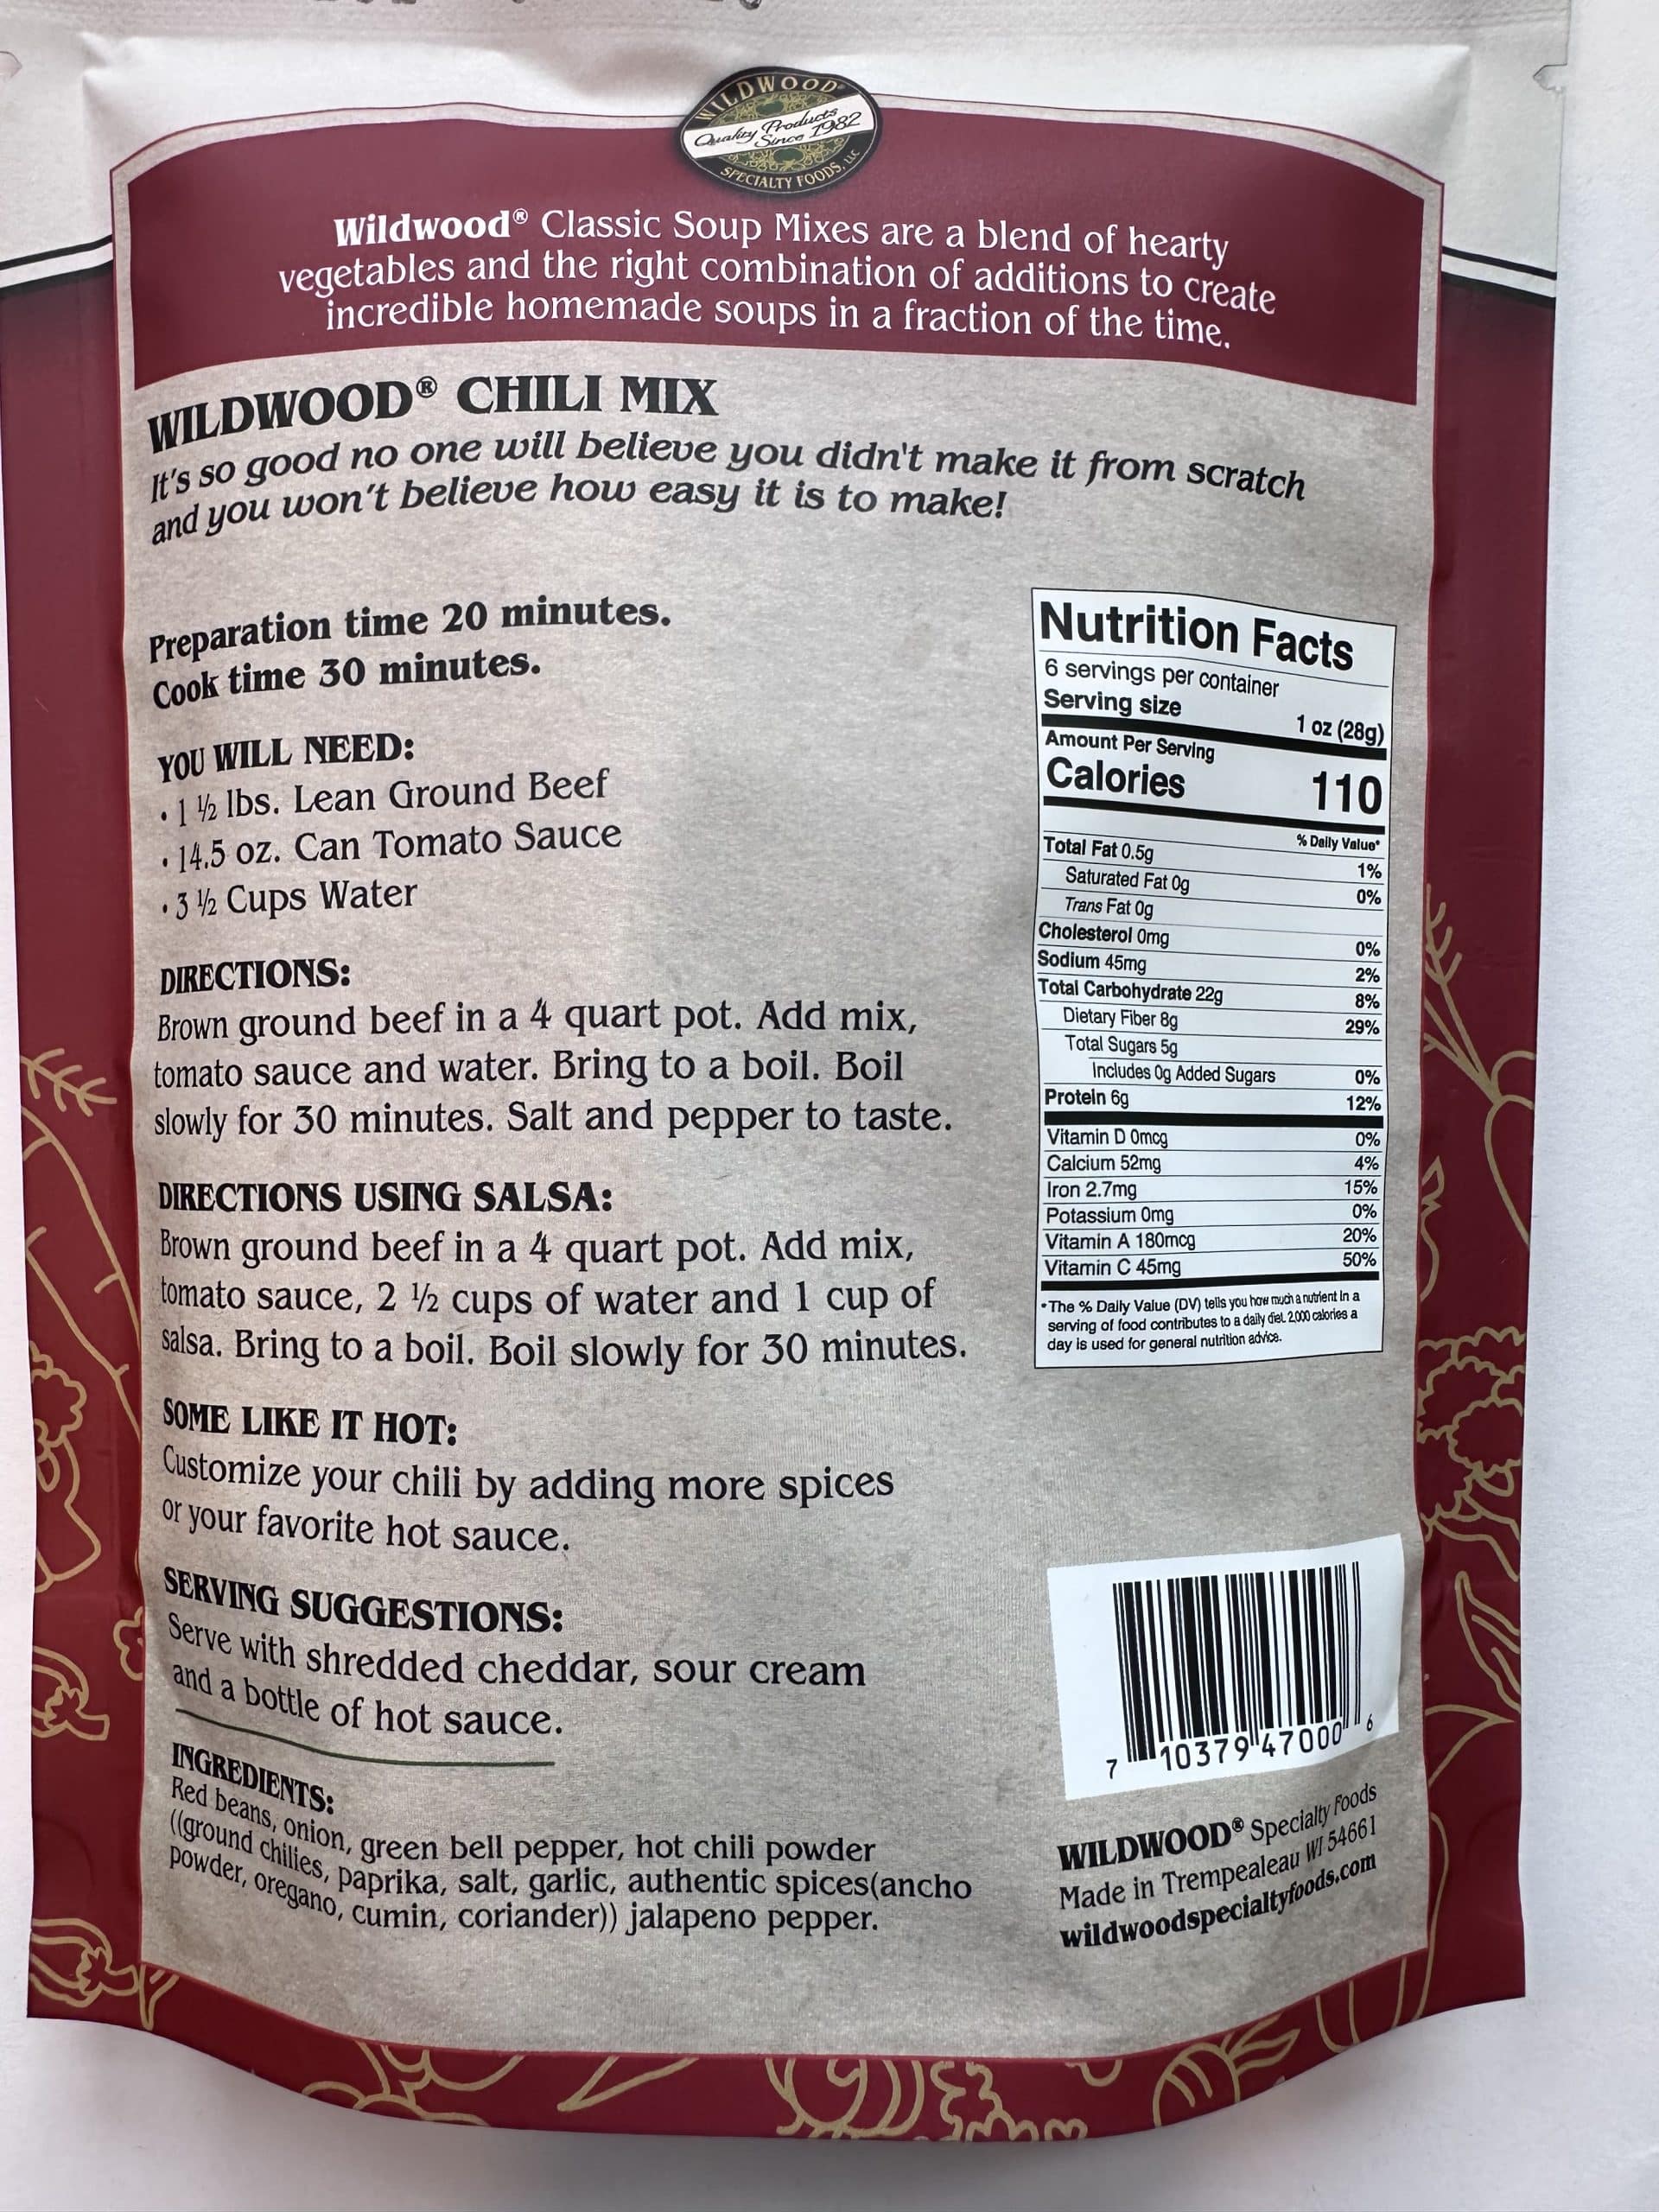 WILDWOOD®
Quality Products
Since 1982
SPECIALTY FOODS, LLC
Wildwood® Classic Soup Mixes are a blend of hearty
vegetables and the right combination of additions to create
incredible homemade soups in a fraction of the time.
WILDWOOD® CHILI MIX
It's so good no one will believe you didn't make it from scratch
and you won't believe how easy it is to make!
Preparation time 20 minutes.
Cook time 30 minutes.
YOU WILL NEED:
• 1 ½ lbs. Lean Ground Beef
• 14.5 oz. Can Tomato Sauce
• 3 ½ Cups Water
DIRECTIONS:
Brown ground beef in a 4 quart pot. Add mix,
tomato sauce and water. Bring to a boil. Boil
slowly for 30 minutes. Salt and pepper to taste.
DIRECTIONS USING SALSA:
Brown ground beef in a 4 quart pot. Add mix,
tomato sauce, 2 ½ cups of water and 1 cup of
salsa. Bring to a boil. Boil slowly for 30 minutes.
SOME LIKE IT HOT:
Customize your chili by adding more spices
or your favorite hot sauce.
SERVING SUGGESTIONS:
Serve with shredded cheddar, sour cream
and a bottle of hot sauce.
INGREDIENTS:
Red beans, onion, green bell pepper, hot chili powder
((ground chilies, paprika, salt, garlic, authentic spices(ancho
powder, oregano, cumin, coriander)) jalapeno pepper.
Nutrition Facts
6 servings per container
Serving size 1 oz (28g)
Amount Per Serving
Calories 110
% Daily Value*
Total Fat 0.5g 1%
Saturated Fat 0g 0%
Trans Fat 0g
Cholesterol 0mg 0%
Sodium 45mg 2%
Total Carbohydrate 22g 8%
Dietary Fiber 8g 29%
Total Sugars 5g
Includes 0g Added Sugars 0%
Protein 6g 12%
Vitamin D 0mcg 0%
Calcium 52mg 4%
Iron 2.7mg 15%
Potassium 0mg 0%
Vitamin A 180mcg 20%
Vitamin C 45mg 50%
*The % Daily Value (DV) tells you how much a nutrient in a
serving of food contributes to a daily diet. 2,000 calories a
day is used for general nutrition advice.
7 10379 47000 6
WILDWOOD® Specialty Foods
Made in Trempealeau WI 54661
wildwoodspecialtyfoods.com